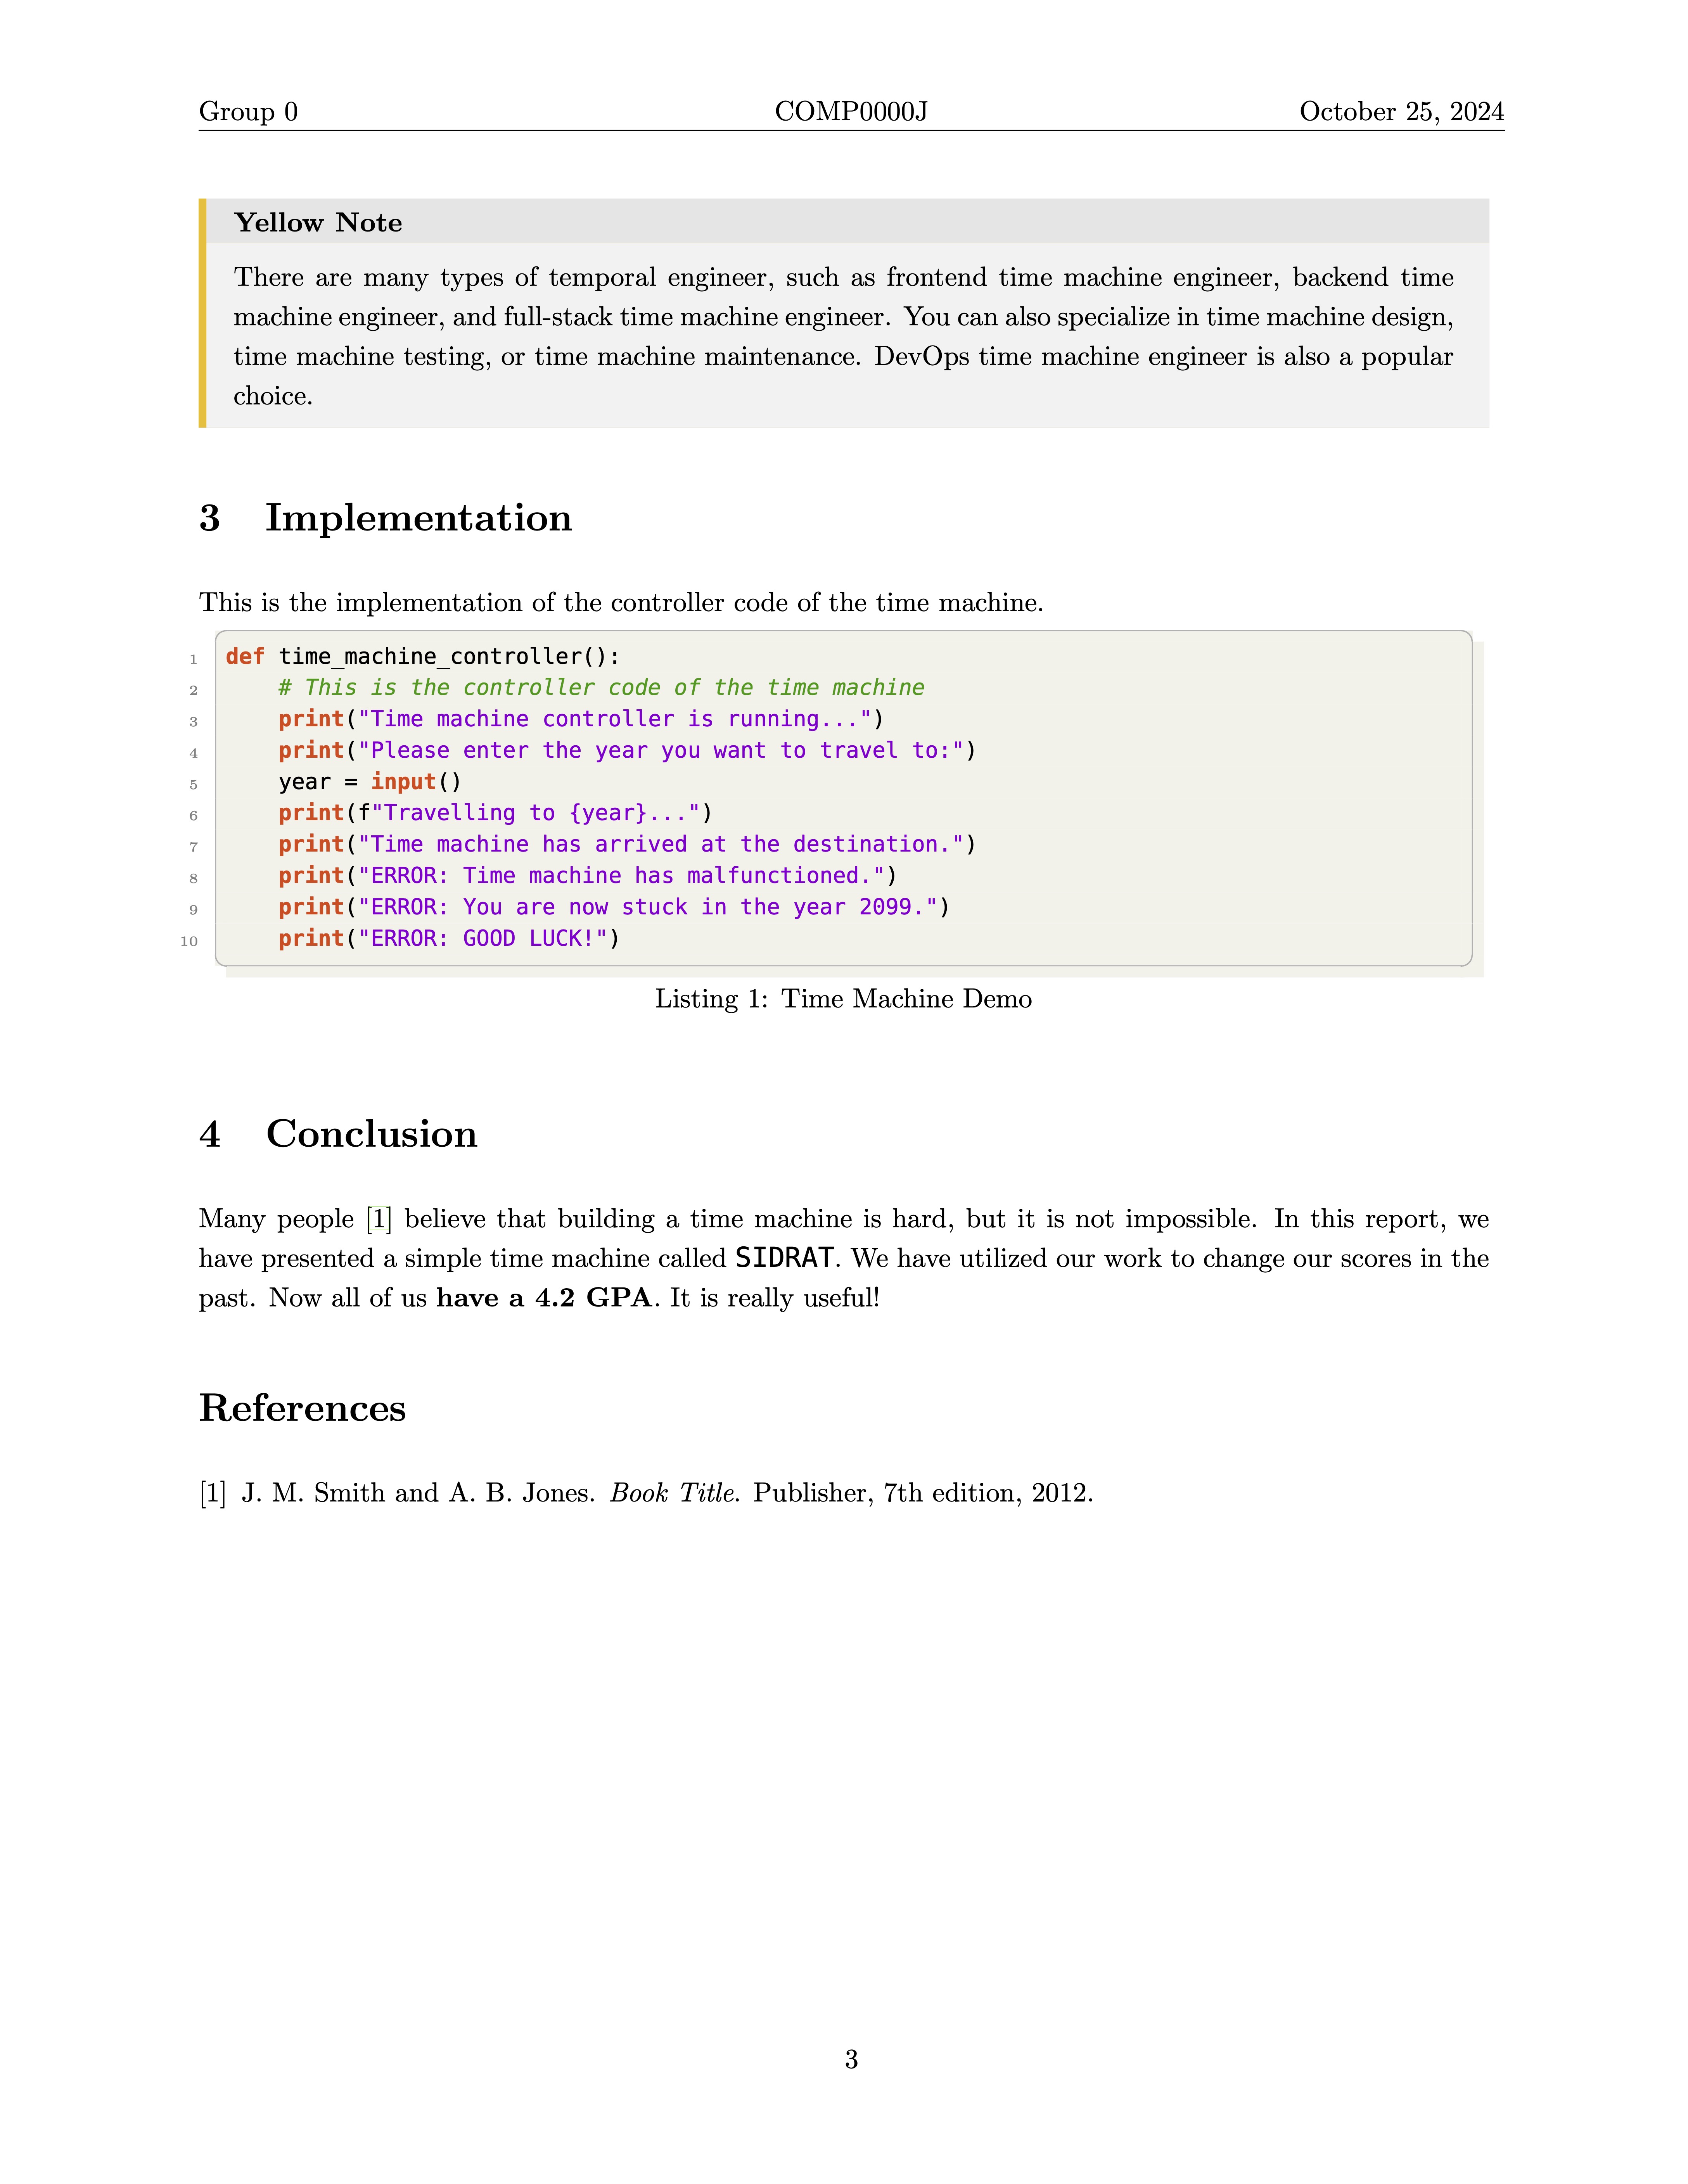 Group 0 COMP0000J October 25, 2024
Yellow Note
There are many types of temporal engineer, such as frontend time machine engineer, backend time
machine engineer, and full-stack time machine engineer. You can also specialize in time machine design,
time machine testing, or time machine maintenance. DevOps time machine engineer is also a popular
choice.
3 Implementation
This is the implementation of the controller code of the time machine.
1 def time_machine_controller():
2     # This is the controller code of the time machine
3     print("Time machine controller is running...")
4     print("Please enter the year you want to travel to:")
5     year = input()
6     print(f"Travelling to {year}...")
7     print("Time machine has arrived at the destination.")
8     print("ERROR: Time machine has malfunctioned.")
9     print("ERROR: You are now stuck in the year 2099.")
10     print("ERROR: GOOD LUCK!")
Listing 1: Time Machine Demo
4 Conclusion
Many people [1] believe that building a time machine is hard, but it is not impossible. In this report, we
have presented a simple time machine called SIDRAT. We have utilized our work to change our scores in the
past. Now all of us have a 4.2 GPA. It is really useful!
References
[1] J. M. Smith and A. B. Jones. Book Title. Publisher, 7th edition, 2012.
3